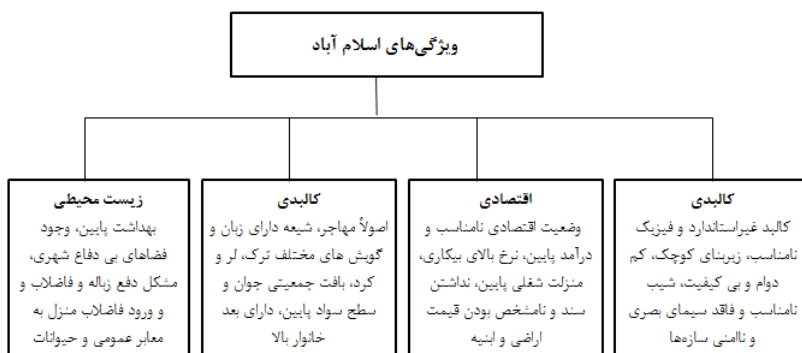 ویژگی‌های اسلام آباد
کالبدی
کالبد غیراستاندارد و فیزیک
نامناسب، زیربنای کوچک، کم
دوام و بی کیفیت، شیب
نامناسب و فاقد سیمای بصری
و ناامنی سازه‌ها
اقتصادی
وضعیت اقتصادی نامناسب و
درآمد پایین، نرخ بالای بیکاری،
منزلت شغلی پایین، نداشتن
سند و نامشخص بودن قیمت
اراضی و ابنیه
کالبدی
اصولاً مهاجر، شیعه دارای زبان و
گویش های مختلف ترک، لر و
کرد، بافت جمعیتی جوان و
سطح سواد پایین، دارای بعد
خانوار بالا
زیست محیطی
بهداشت پایین، وجود
فضاهای بی دفاع شهری،
مشکل دفع زباله و فاضلاب و
و ورود فاضلاب منزل به
معابر عمومی و حیوانات